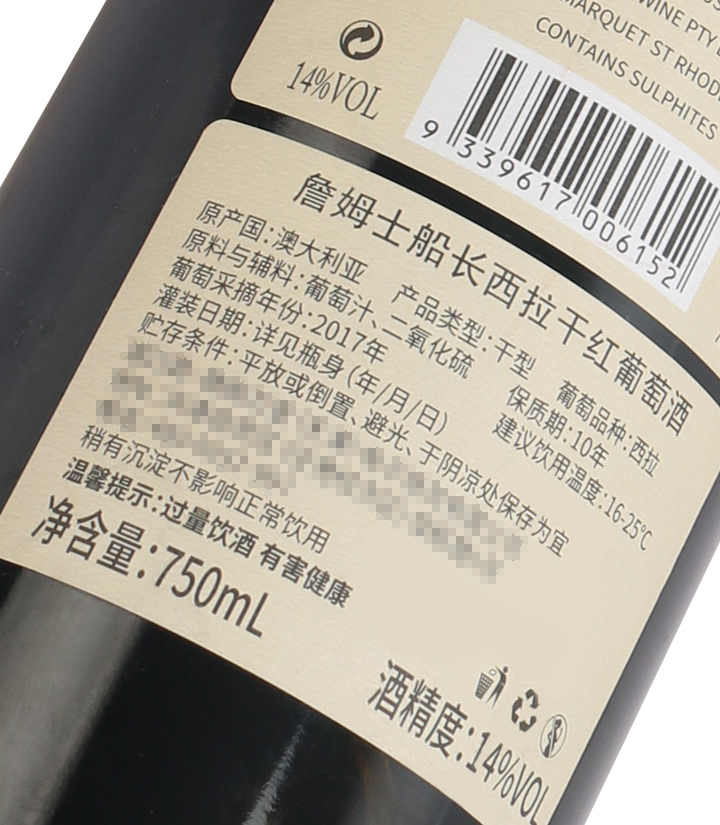 WINE PTY
MARQUET ST RHOD
CONTAINS SULPHITES
14%VOL
9 339617 006152
詹姆士船长西拉干红葡萄酒
原产国:澳大利亚 产品类型:干型 葡萄品种:西拉
原料与辅料:葡萄汁、二氧化硫 保质期:10年
葡萄采摘年份:2017年 建议饮用温度:16-25℃
灌装日期:详见瓶身(年/月/日)
贮存条件:平放或倒置、避光、于阴凉处保存为宜
稍有沉淀不影响正常饮用
温馨提示:过量饮酒 有害健康
净含量:750mL
酒精度:14%VOL